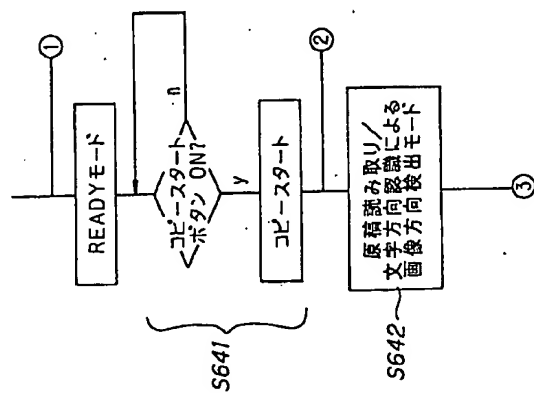 ①
READYモード
コピースタート
ボタン ON?
n
y
コピースタート
S641
②
原稿読み取り/
文字方向認識による
画像方向検出モード
S642
③